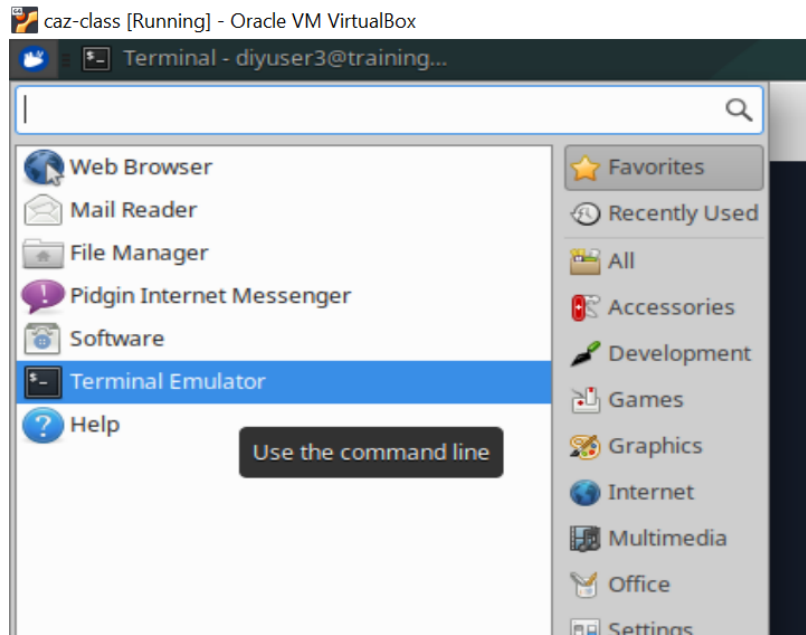 caz-class [Running] - Oracle VM VirtualBox
Terminal - diyuser3@training...
Web Browser
Mail Reader
File Manager
Pidgin Internet Messenger
Software
Terminal Emulator
Help
Use the command line
Favorites
Recently Used
All
Accessories
Development
Games
Graphics
Internet
Multimedia
Office
Settings